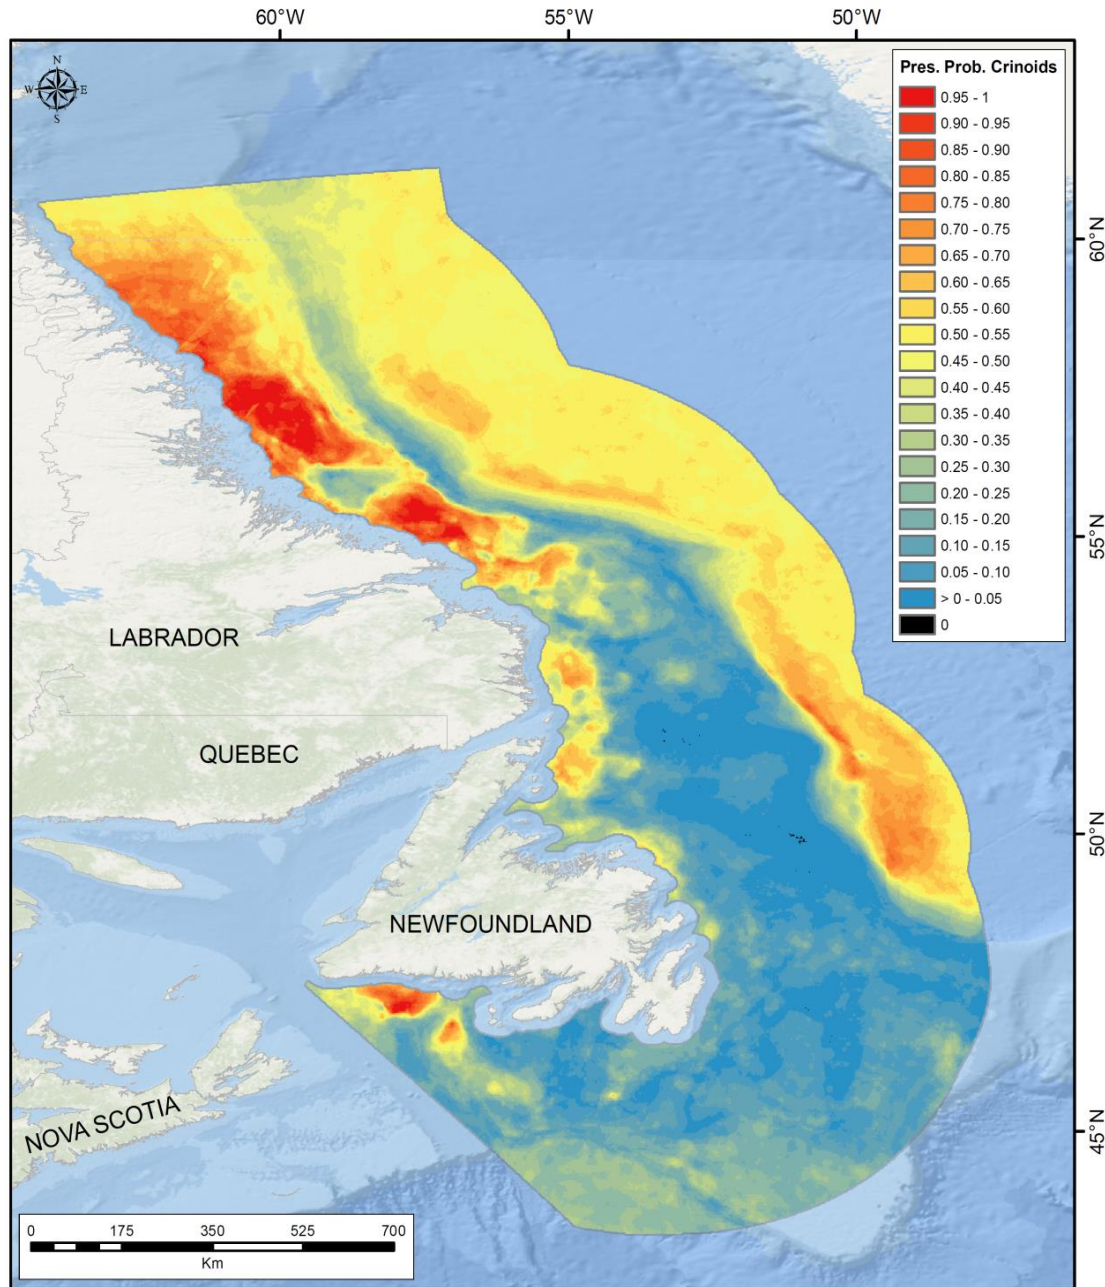 60°W 55°W 50°W
N
W E
S
Pres. Prob. Crinoids
0.95 - 1
0.90 - 0.95
0.85 - 0.90
0.80 - 0.85
0.75 - 0.80
0.70 - 0.75
0.65 - 0.70
0.60 - 0.65
0.55 - 0.60
0.50 - 0.55
0.45 - 0.50
0.40 - 0.45
0.35 - 0.40
0.30 - 0.35
0.25 - 0.30
0.20 - 0.25
0.15 - 0.20
0.10 - 0.15
0.05 - 0.10
> 0 - 0.05
0
60°N
55°N
LABRADOR
QUEBEC
50°N
NEWFOUNDLAND
NOVA SCOTIA
45°N
0 175 350 525 700
Km